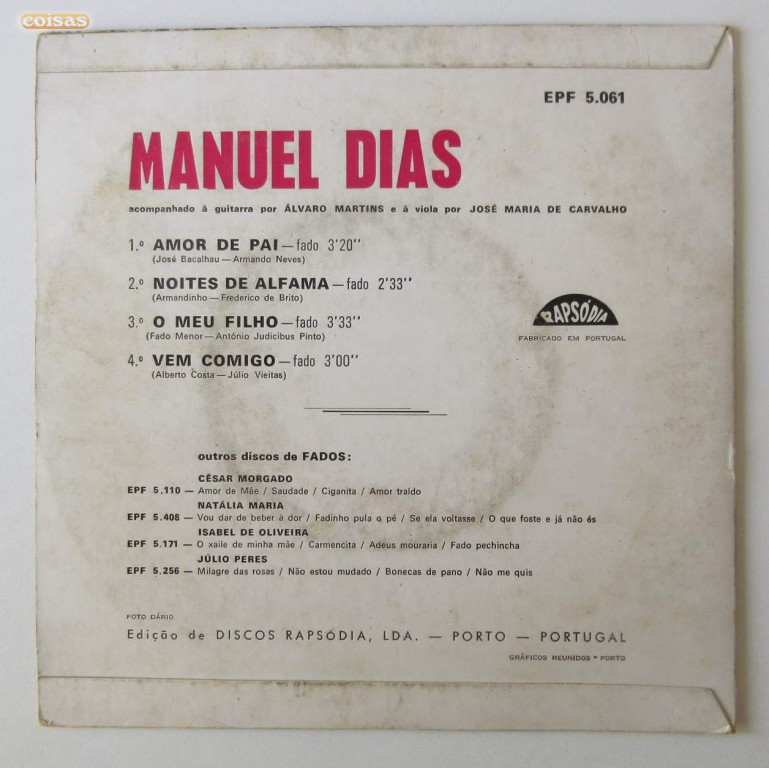 coisas
EPF 5.061
MANUEL DIAS
acompanhado à guitarra por ÁLVARO MARTINS e à viola por JOSÉ MARIA DE CARVALHO
1.º AMOR DE PAI — fado 3'20''
(José Bacalhau — Armando Neves)
2.º NOITES DE ALFAMA — fado 2'33''
(Armandinho — Frederico de Brito)
3.º O MEU FILHO — fado 3'33''
(Fado Menor — António Judicibus Pinto)
4.º VEM COMIGO — fado 3'00''
(Alberto Costa — Júlio Vieitas)
RAPSÓDIA
FABRICADO EM PORTUGAL
outros discos de FADOS:
CÉSAR MORGADO
EPF 5.110 — Amor de Mãe / Saudade / Ciganita / Amor traído
NATÁLIA MARIA
EPF 5.408 — Vou dar de beber à dor / Fadinho pula o pé / Se ela voltasse / O que foste e já não és
ISABEL DE OLIVEIRA
EPF 5.171 — O xaile de minha mãe / Carmencita / Adeus mouraria / Fado pechincha
JÚLIO PERES
EPF 5.256 — Milagre das rosas / Não estou mudado / Bonecas de pano / Não me quis
FOTO DÁRIO
Edição de DISCOS RAPSÓDIA, LDA. — PORTO — PORTUGAL
GRÁFICOS REUNIDOS * PORTO